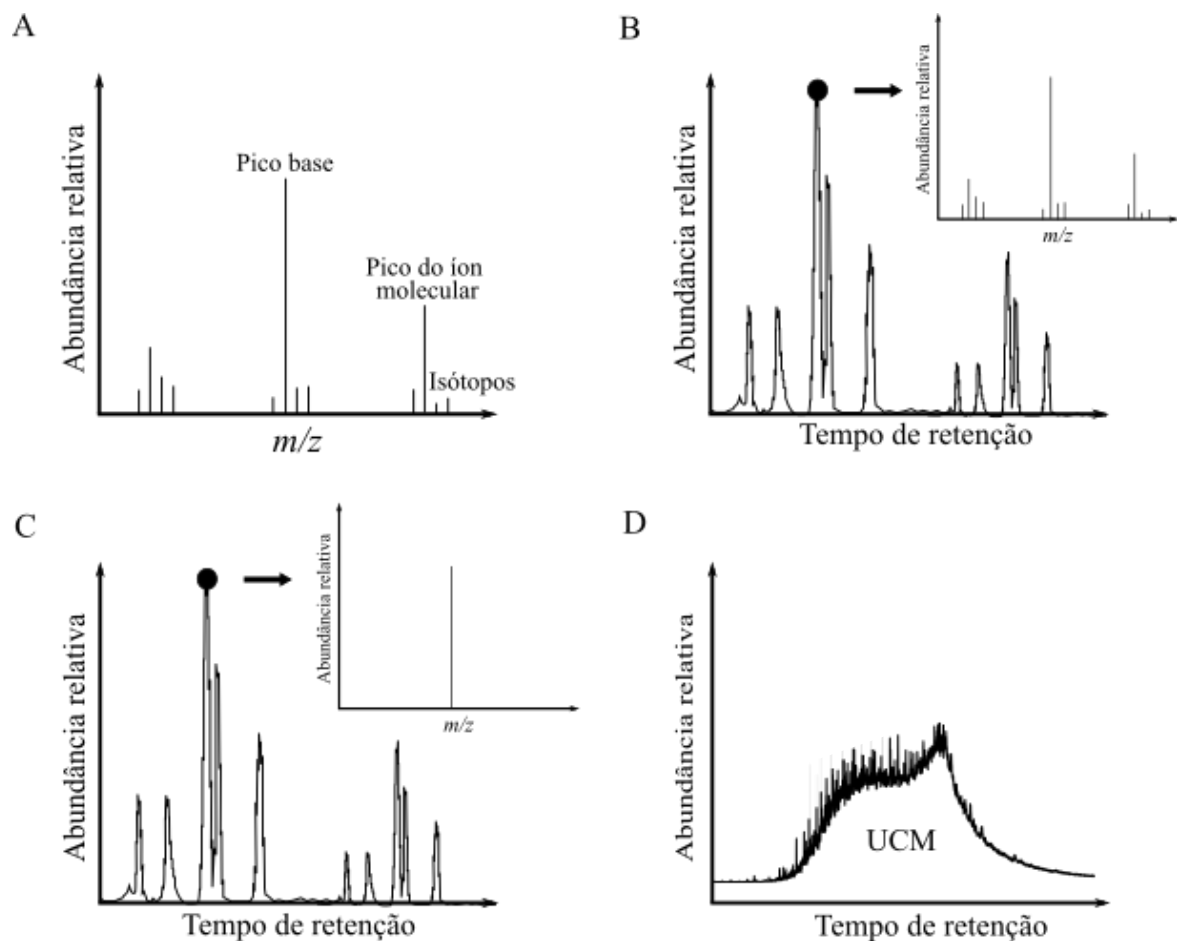 A
Abundância relativa
Pico base
Pico do íon
molecular
Isótopos
m/z
B
Abundância relativa
Tempo de retenção
Abundância relativa
m/z
C
Abundância relativa
Tempo de retenção
Abundância relativa
m/z
D
Abundância relativa
UCM
Tempo de retenção